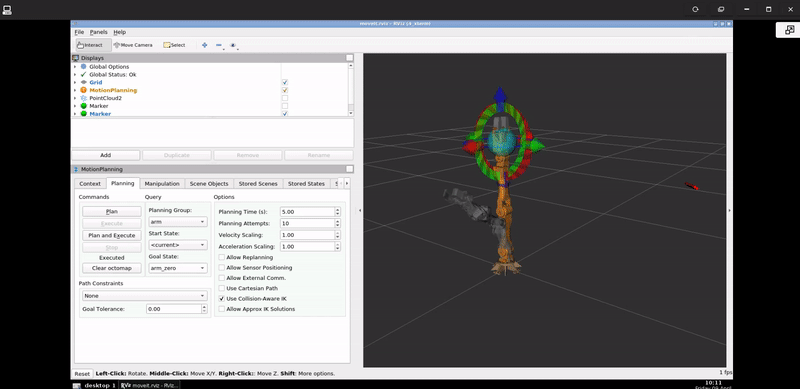 moveit.rviz - RViz
File Panels Help
Interact Move Camera Select
Displays
Global Options
Global Status: Ok
Grid
MotionPlanning
PointCloud2
Marker
Marker
Add Duplicate Remove Rename
MotionPlanning
Context Planning Manipulation Scene Objects Stored Scenes Stored States
Commands Query Options
Plan
Execute
Plan and Execute
Stop
Executed
Clear octomap
Planning Group:
arm
Start State:
<current>
Goal State:
arm_zero
Planning Time (s): 5.00
Planning Attempts: 10
Velocity Scaling: 1.00
Acceleration Scaling: 1.00
Allow Replanning
Allow Sensor Positioning
Allow External Comm.
Use Cartesian Path
Use Collision-Aware IK
Allow Approx IK Solutions
Path Constraints
None
Goal Tolerance: 0.00
Reset Left-Click: Rotate. Middle-Click: Move X/Y. Right-Click: Move Z. Shift: More options.
1 fps
desktop 1 moveit.rviz - RViz...
10:11